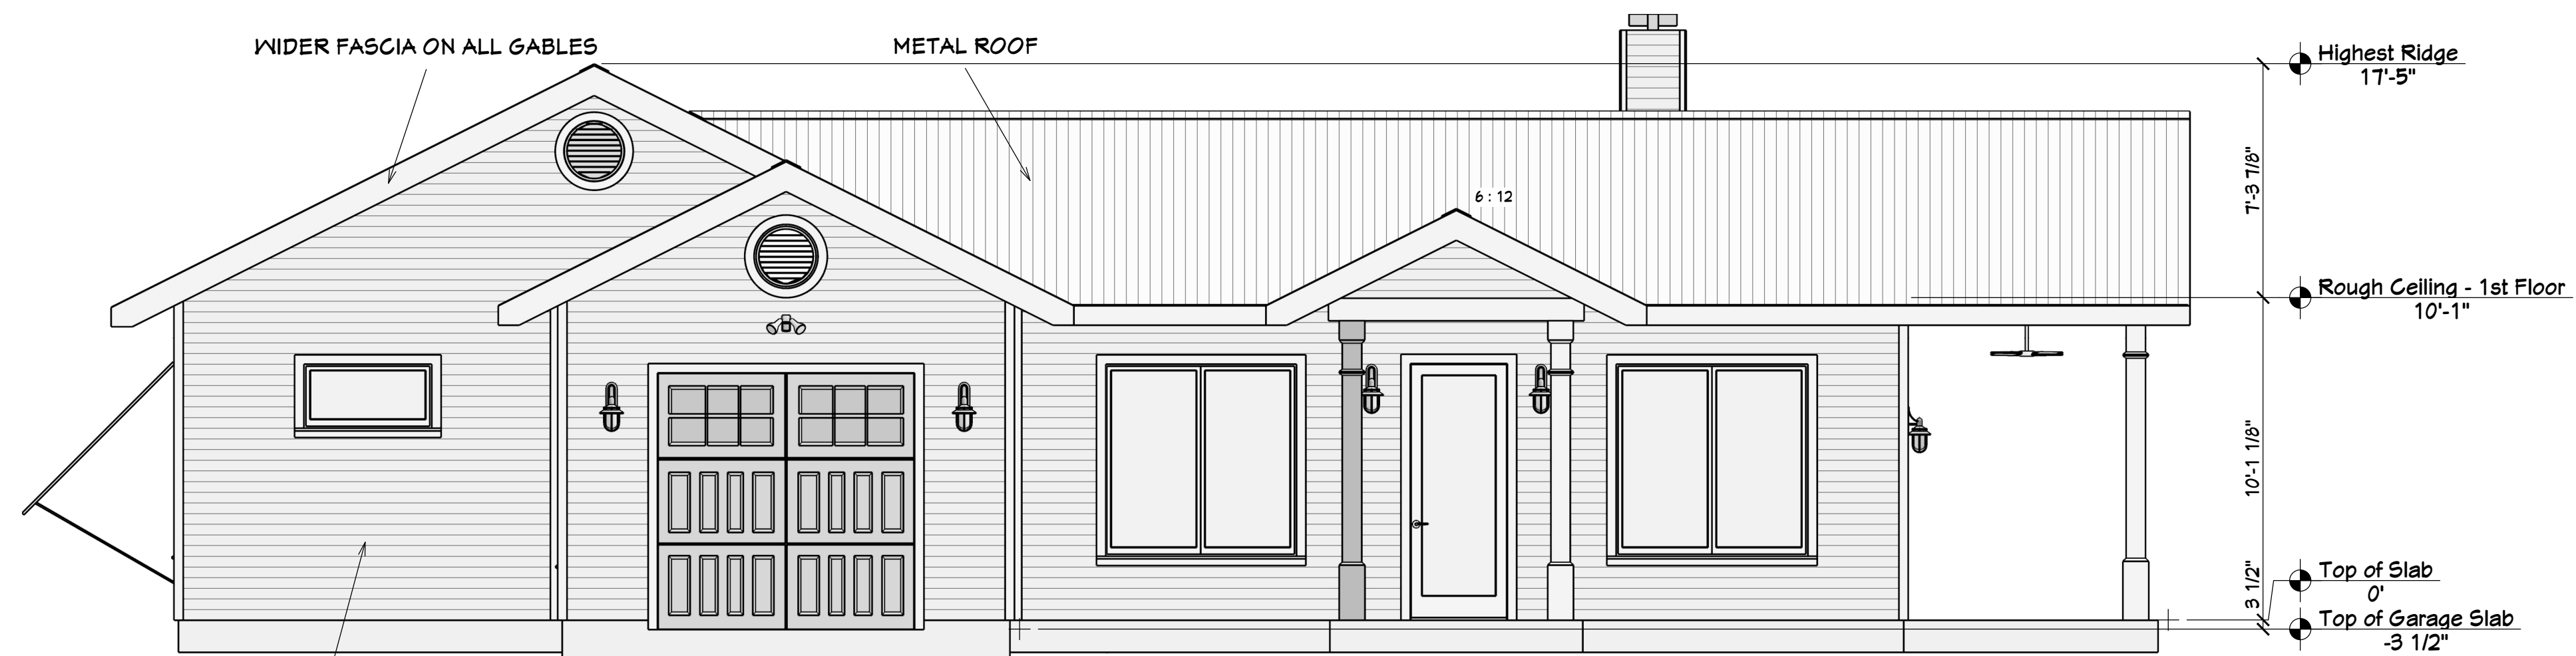 WIDER FASCIA ON ALL GABLES
METAL ROOF
Highest Ridge
17'-5"
7'-3 7/8"
6 : 12
Rough Ceiling - 1st Floor
10'-1"
10'-1 1/8"
3 1/2"
Top of Slab
0'
Top of Garage Slab
-3 1/2"